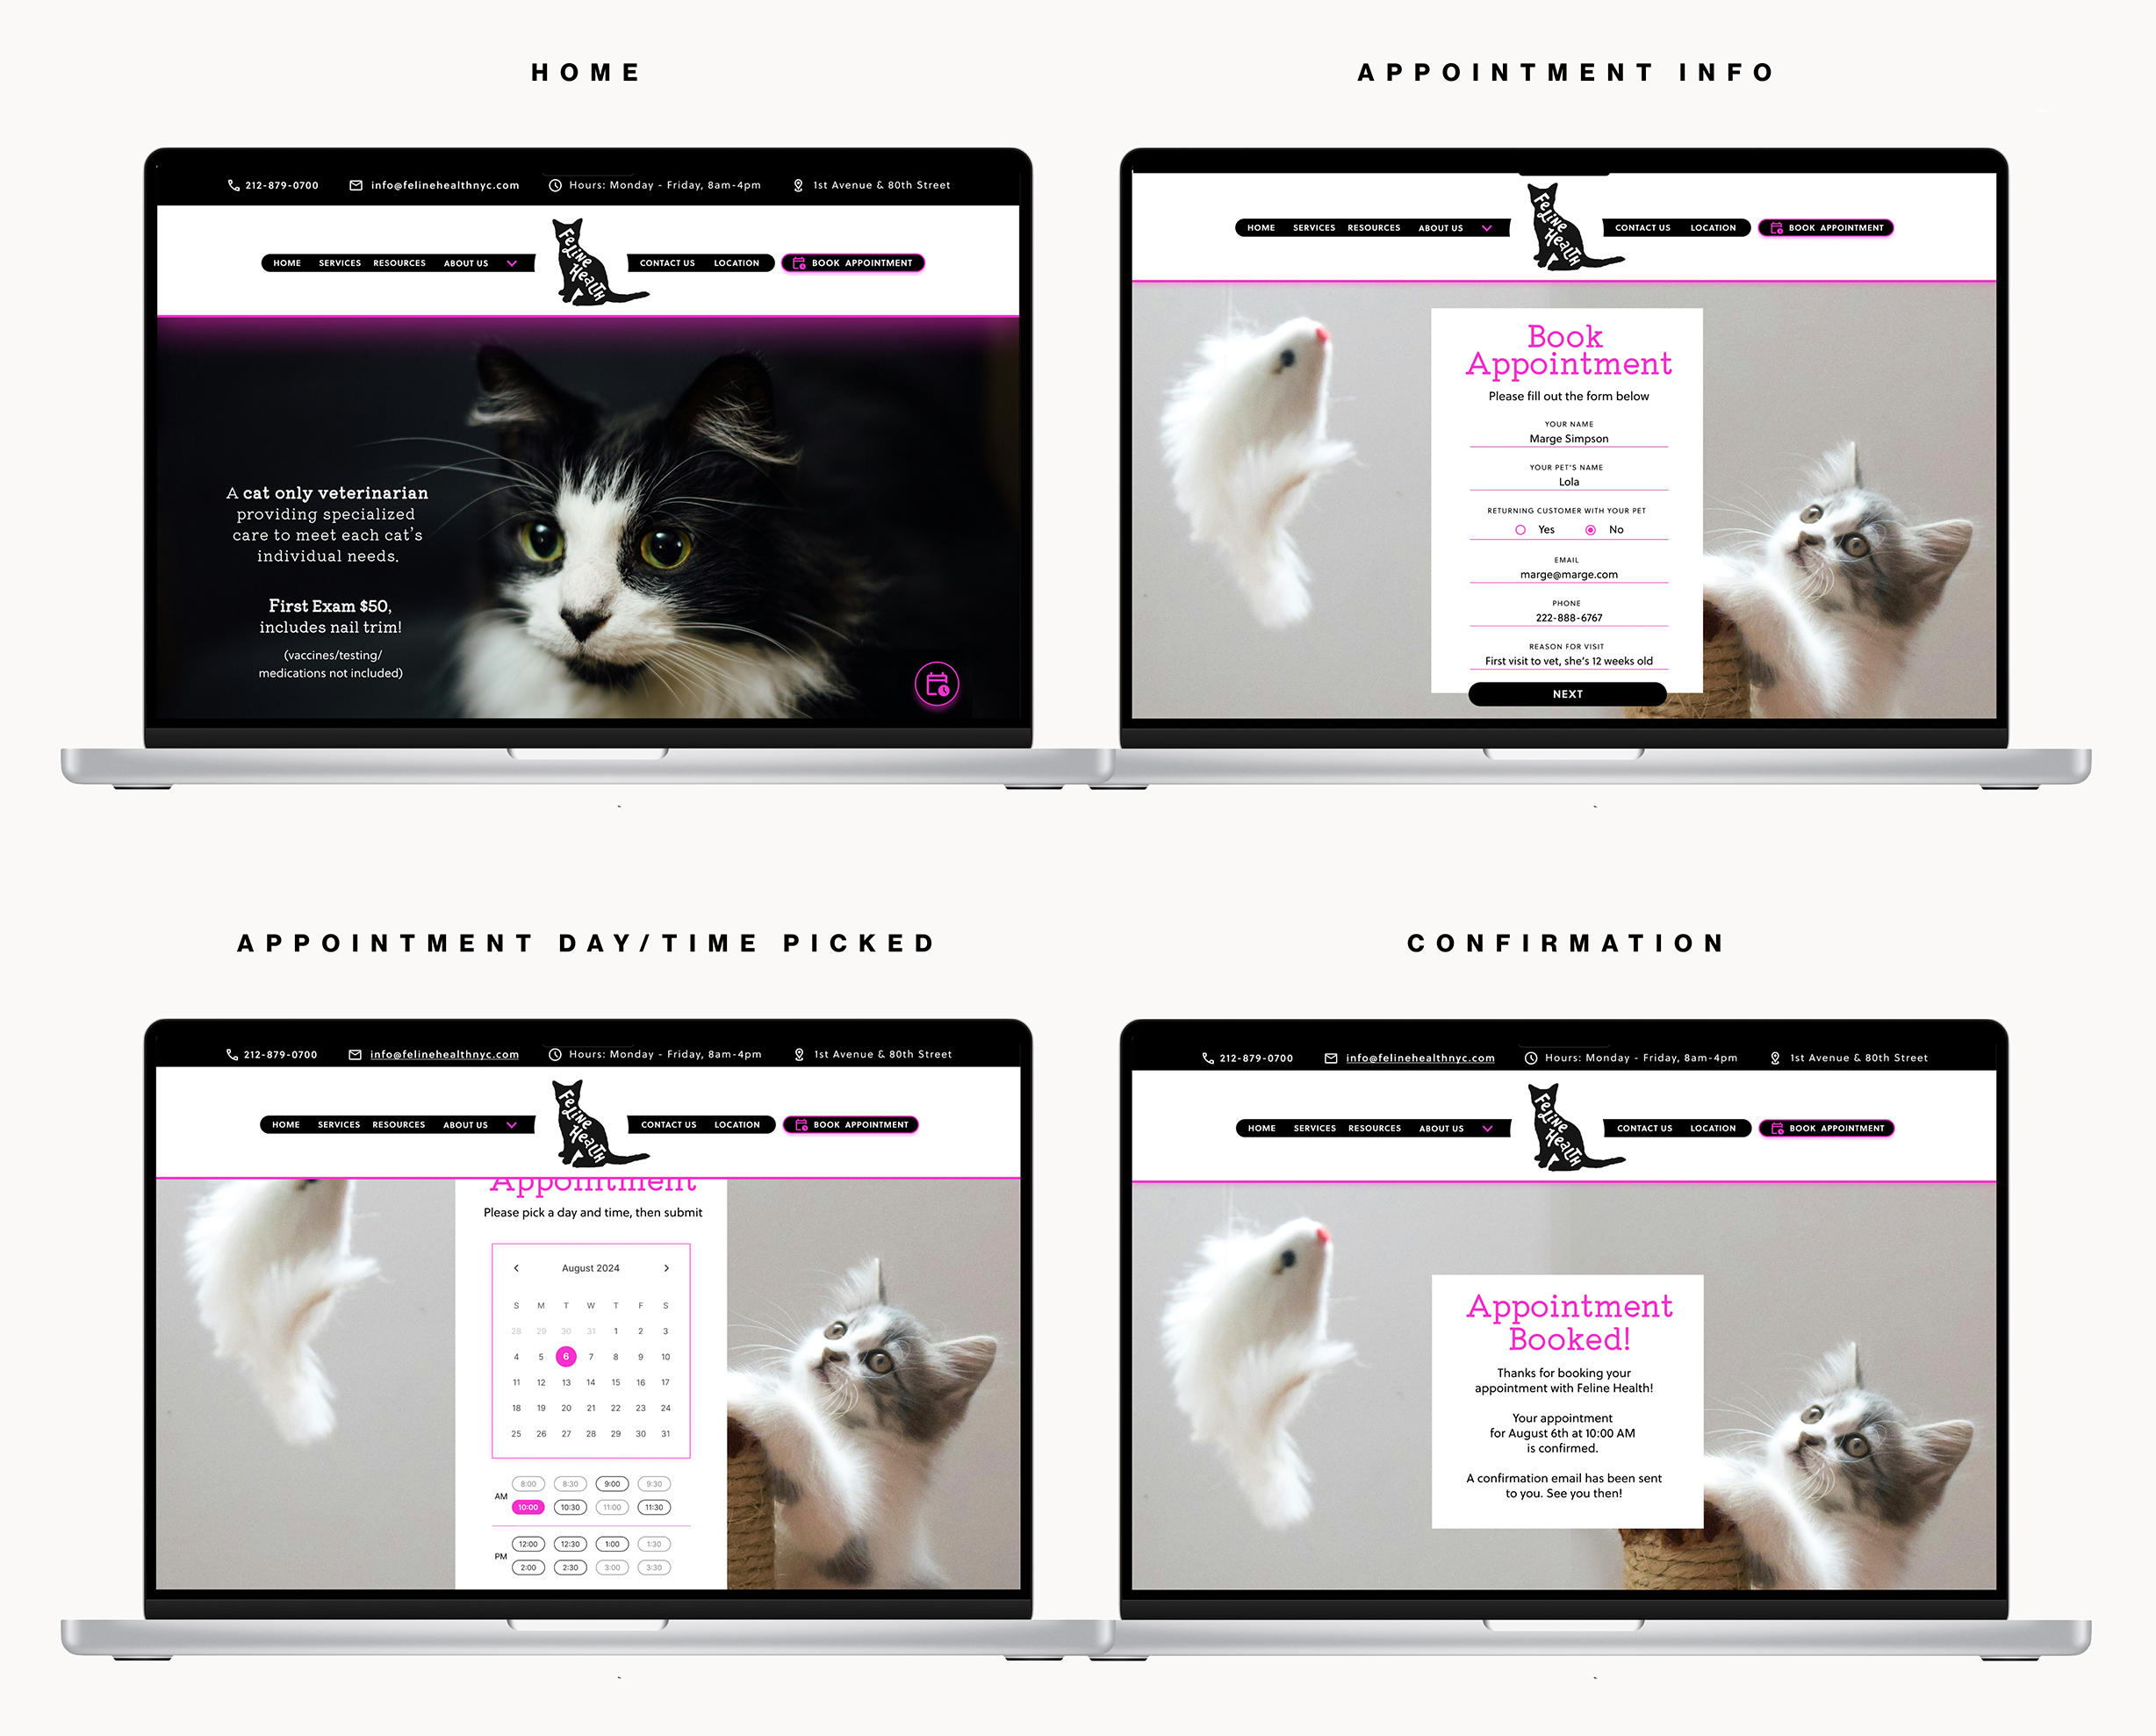 HOME
212-879-0700
info@felinehealthnyc.com
Hours: Monday - Friday, 8am-4pm
1st Avenue & 80th Street
HOME SERVICES RESOURCES ABOUT US
FELINE HEALTH
CONTACT US LOCATION
BOOK APPOINTMENT
A cat only veterinarian
providing specialized
care to meet each cat's
individual needs.
First Exam $50,
includes nail trim!
(vaccines/testing/
medications not included)
APPOINTMENT INFO
HOME SERVICES RESOURCES ABOUT US
FELINE HEALTH
CONTACT US LOCATION
BOOK APPOINTMENT
Book
Appointment
Please fill out the form below
YOUR NAME
Marge Simpson
YOUR PET'S NAME
Lola
RETURNING CUSTOMER WITH YOUR PET
Yes No
EMAIL
marge@marge.com
PHONE
222-888-6767
REASON FOR VISIT
First visit to vet, she's 12 weeks old
NEXT
APPOINTMENT DAY/TIME PICKED
212-879-0700
info@felinehealthnyc.com
Hours: Monday - Friday, 8am-4pm
1st Avenue & 80th Street
HOME SERVICES RESOURCES ABOUT US
FELINE HEALTH
CONTACT US LOCATION
BOOK APPOINTMENT
Appointment
Please pick a day and time, then submit
August 2024
S M T W T F S
28 29 30 31 1 2 3
4 5 6 7 8 9 10
11 12 13 14 15 16 17
18 19 20 21 22 23 24
25 26 27 28 29 30 31
AM
8:00 8:30 9:00 9:30
10:00 10:30 11:00 11:30
PM
12:00 12:30 1:00 1:30
2:00 2:30 3:00 3:30
CONFIRMATION
212-879-0700
info@felinehealthnyc.com
Hours: Monday - Friday, 8am-4pm
1st Avenue & 80th Street
HOME SERVICES RESOURCES ABOUT US
FELINE HEALTH
CONTACT US LOCATION
BOOK APPOINTMENT
Appointment
Booked!
Thanks for booking your
appointment with Feline Health!
Your appointment
for August 6th at 10:00 AM
is confirmed.
A confirmation email has been sent
to you. See you then!